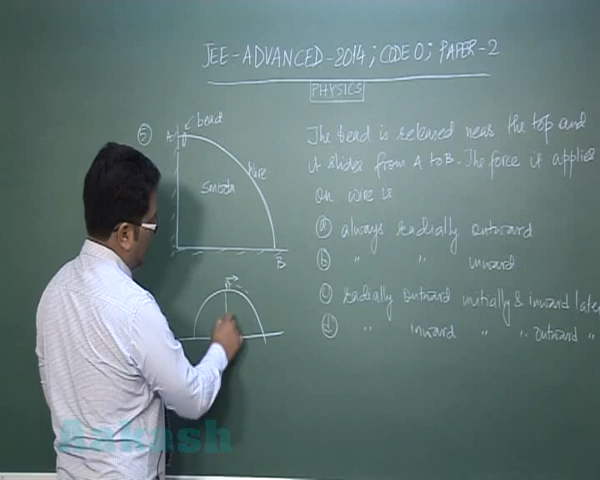 JEE-ADVANCED-2014; CODE 0; PAPER-2
PHYSICS
5
bead
A
wire
Smooth
B
The bead is released near the top and
it slides from A to B. The force it applies
on wire is
a always radially outward
b " " inward
c radially outward initially & inward later
d " inward " " outward "
Aakash